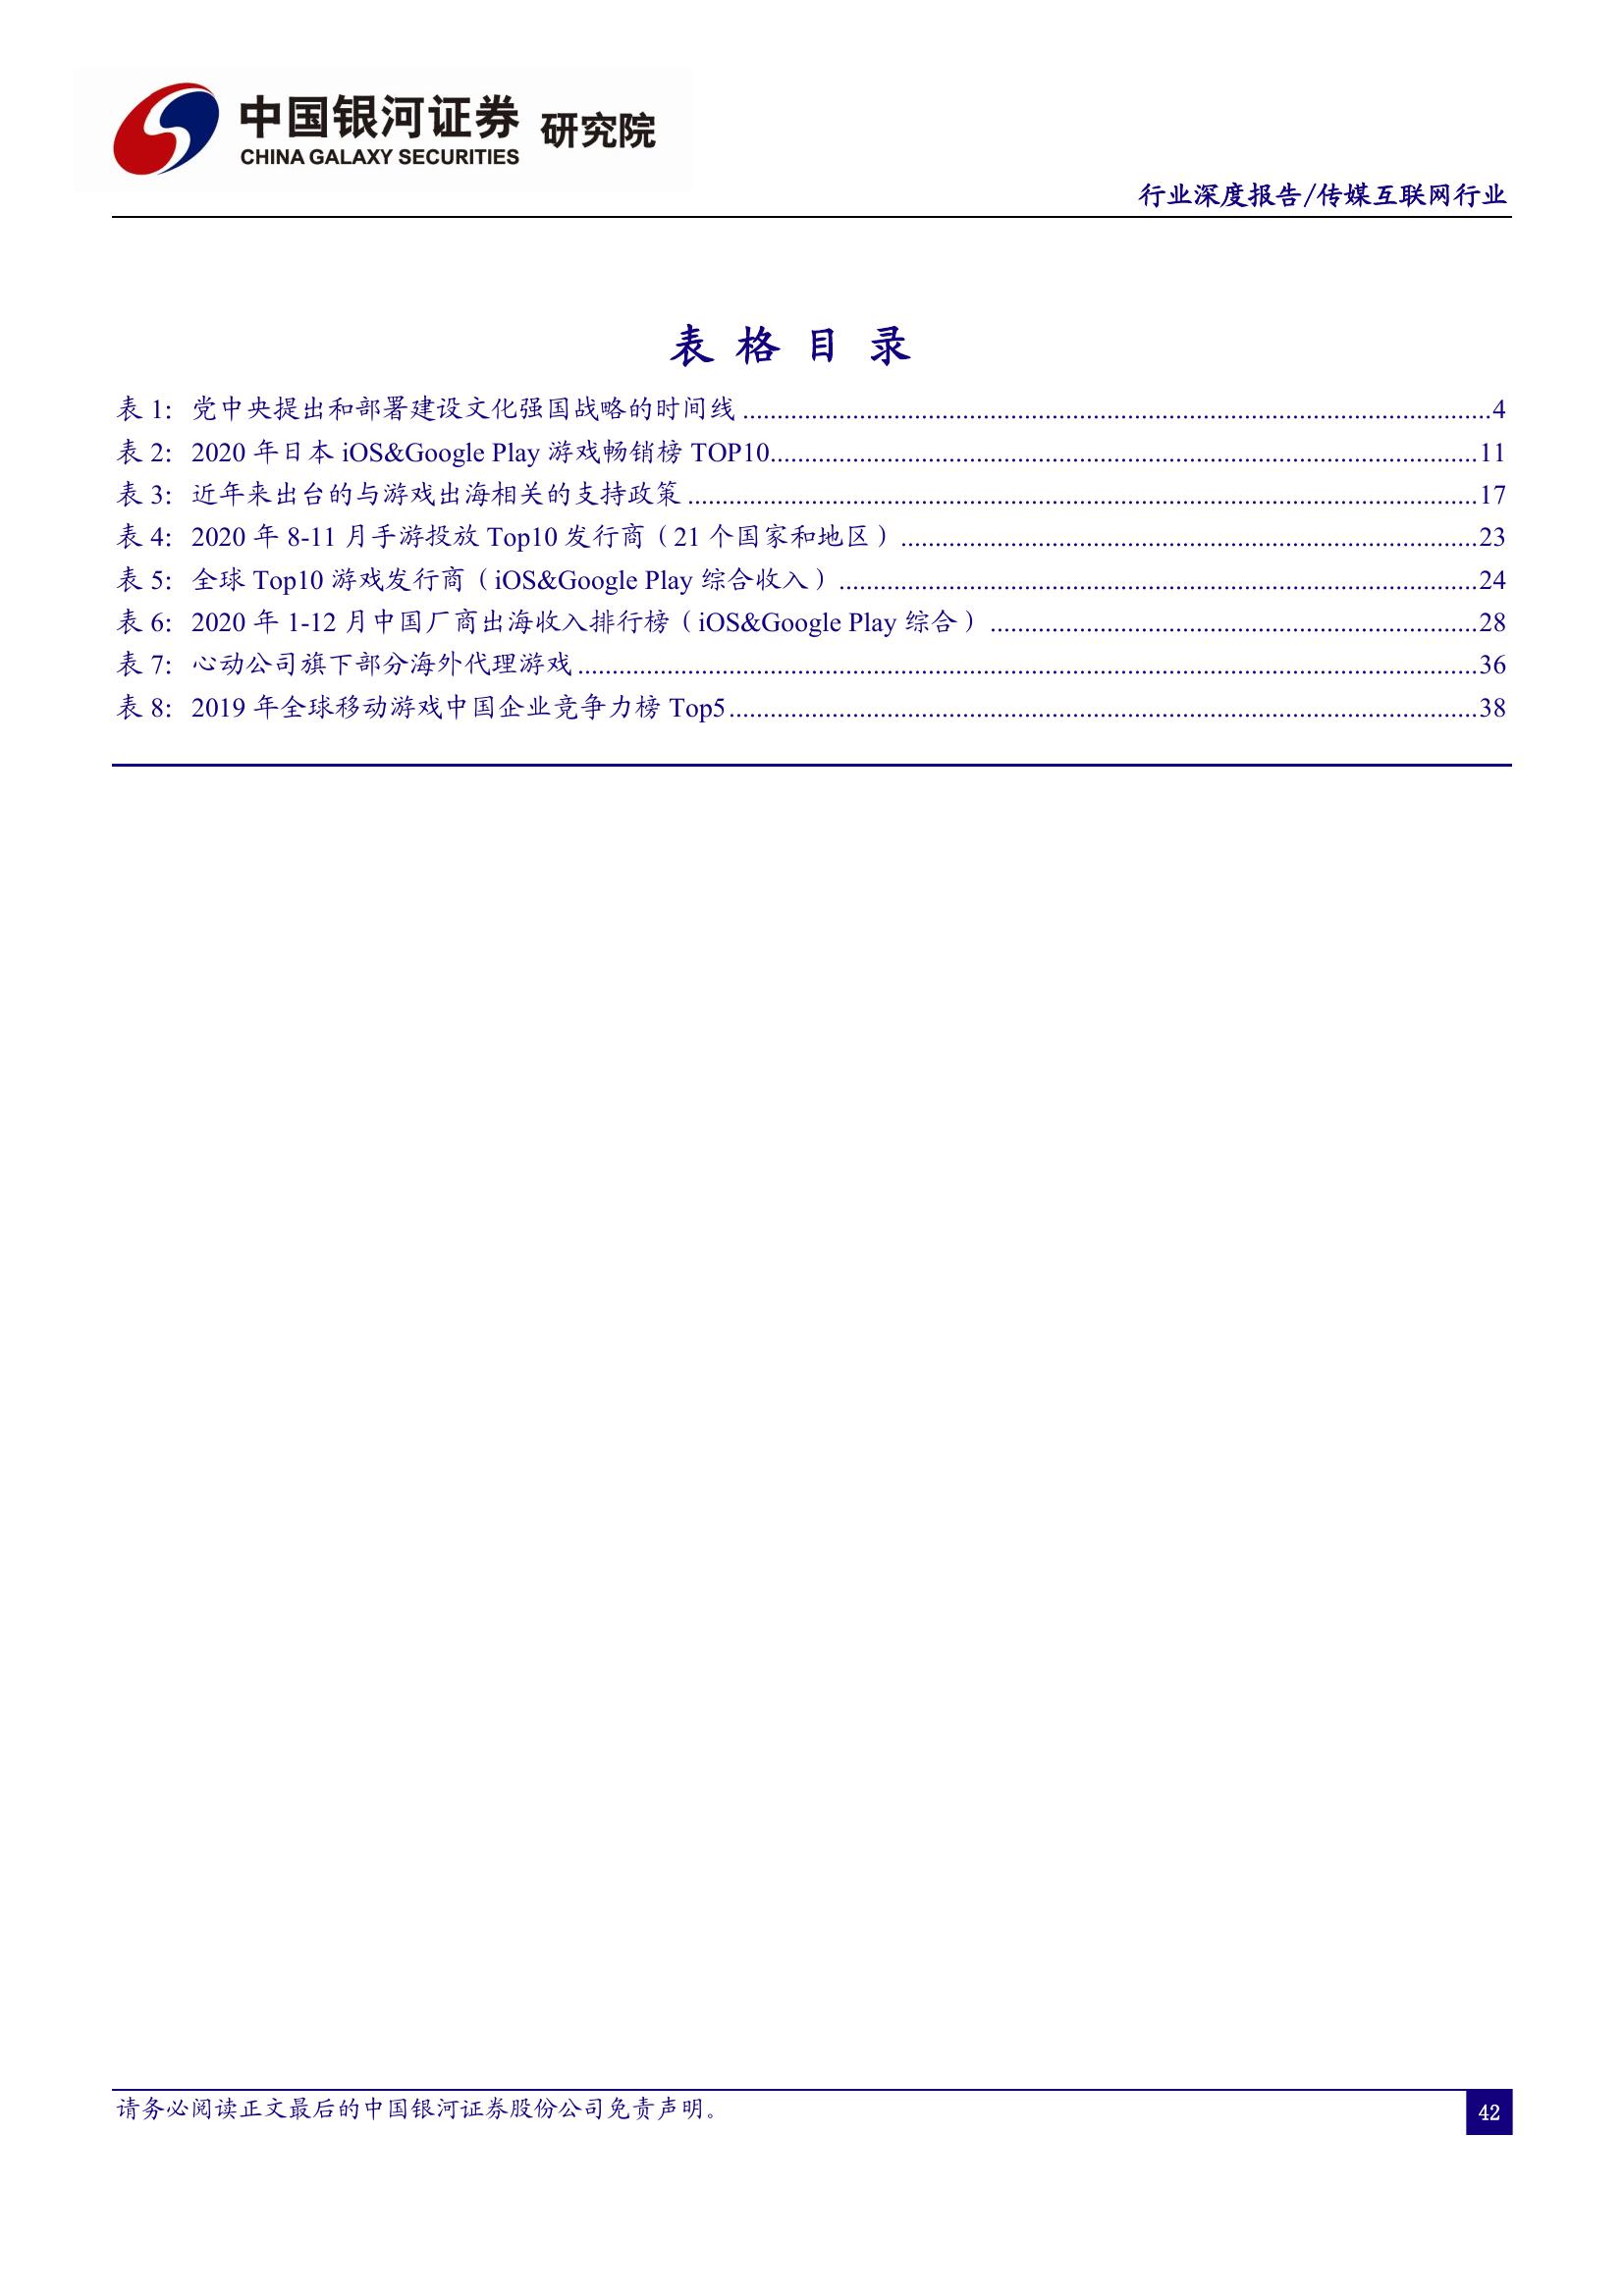 中国银河证券 研究院
CHINA GALAXY SECURITIES
行业深度报告/传媒互联网行业
表 格 目 录
表 1: 党中央提出和部署建设文化强国战略的时间线 ........ 4
表 2: 2020 年日本 iOS&Google Play 游戏畅销榜 TOP10 ........ 11
表 3: 近年来出台的与游戏出海相关的支持政策 ........ 17
表 4: 2020 年 8-11 月手游投放 Top10 发行商（21 个国家和地区） ........ 23
表 5: 全球 Top10 游戏发行商（iOS&Google Play 综合收入） ........ 24
表 6: 2020 年 1-12 月中国厂商出海收入排行榜（iOS&Google Play 综合） ........ 28
表 7: 心动公司旗下部分海外代理游戏 ........ 36
表 8: 2019 年全球移动游戏中国企业竞争力榜 Top5 ........ 38
请务必阅读正文最后的中国银河证券股份公司免责声明。
42